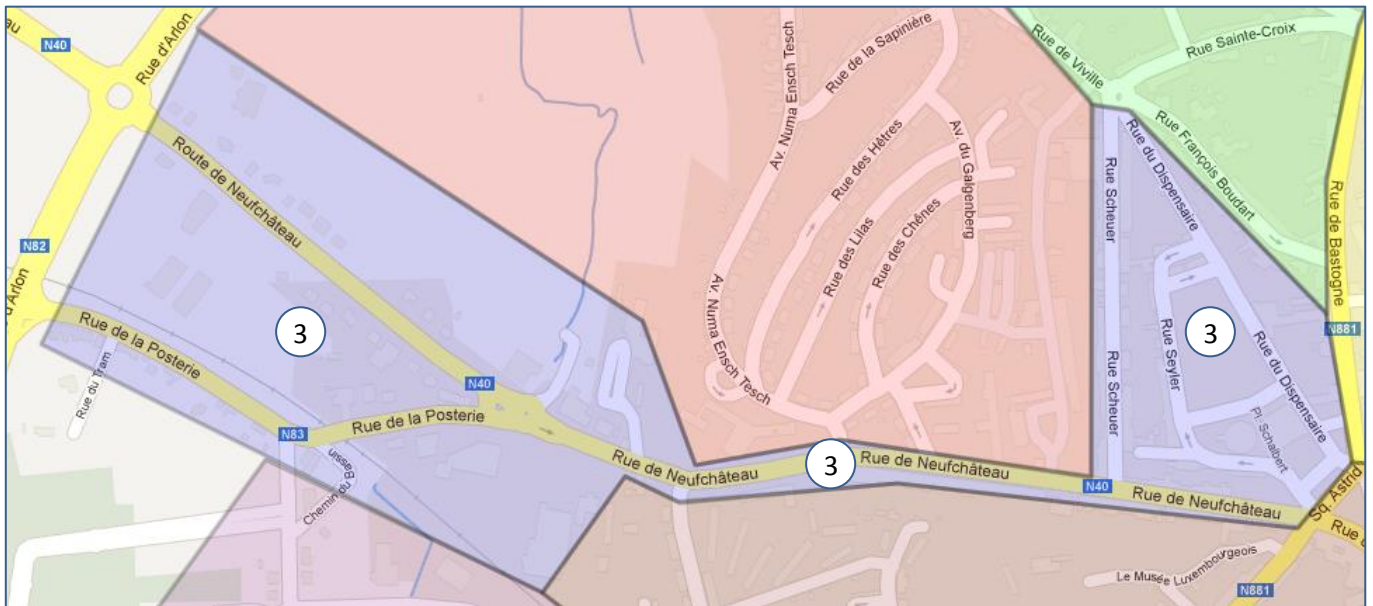 au
N40
Rue d'Arlon
Rue de Viville
Rue Sainte-Croix
Rue de la Sapinière
Av. Numa Ensch Tesch
Rue des Hêtres
Av. du Galgenberg
Rue François Boudart
Rue du Dispensaire
Route de Neufchâteau
Rue Scheuer
Rue de Bastogne
Rue des Lilas
Rue des Chênes
N82
d'Arlon
Av. Numa Ensch Tesch
Rue de la Posterie
3
3
N881
Rue Seyler
Rue du Dispensaire
Rue du Tram
Rue Scheuer
N40
Rue de la Posterie
Pl. Schalbert
N83
Rue de Neufchâteau
3
Rue de Neufchâteau
N40
Rue de Neufchâteau
Sq. Astrid
Rue
Chemin du Bassin
Le Musée Luxembourgeois
N881